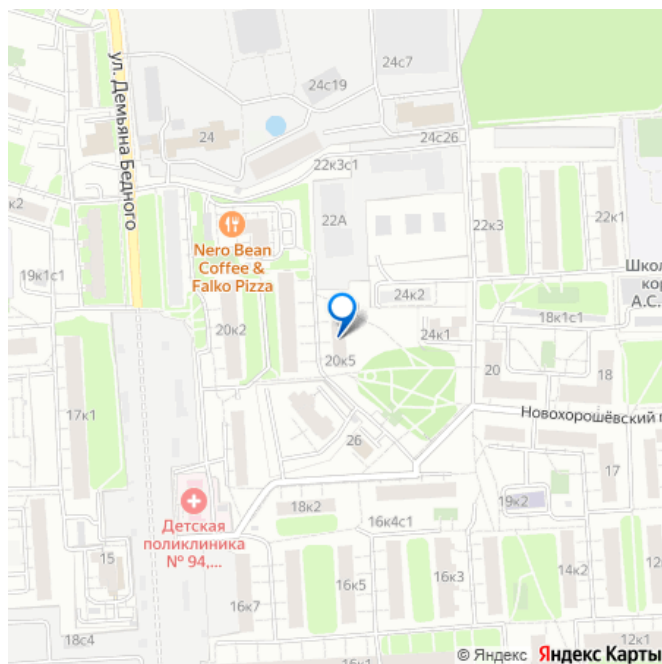 24с7
24с19
ул. Демьяна Бедного
24
24с26
22к3с1
к2
22А
22к3
22к1
Nero Bean
Coffee &
Falko Pizza
19к1с1
Школ
кор
А.С.
24к2
18к1с1
20к2
24к1
20к5
20
18
17к1
Новохорошёвский п
26
17
Детская
поликлиника
№ 94,...
18к2
19к2
16к4с1
15
16к5
16к3
14к2
16к7
18с4
12к1
© Яндекс Яндекс Карты